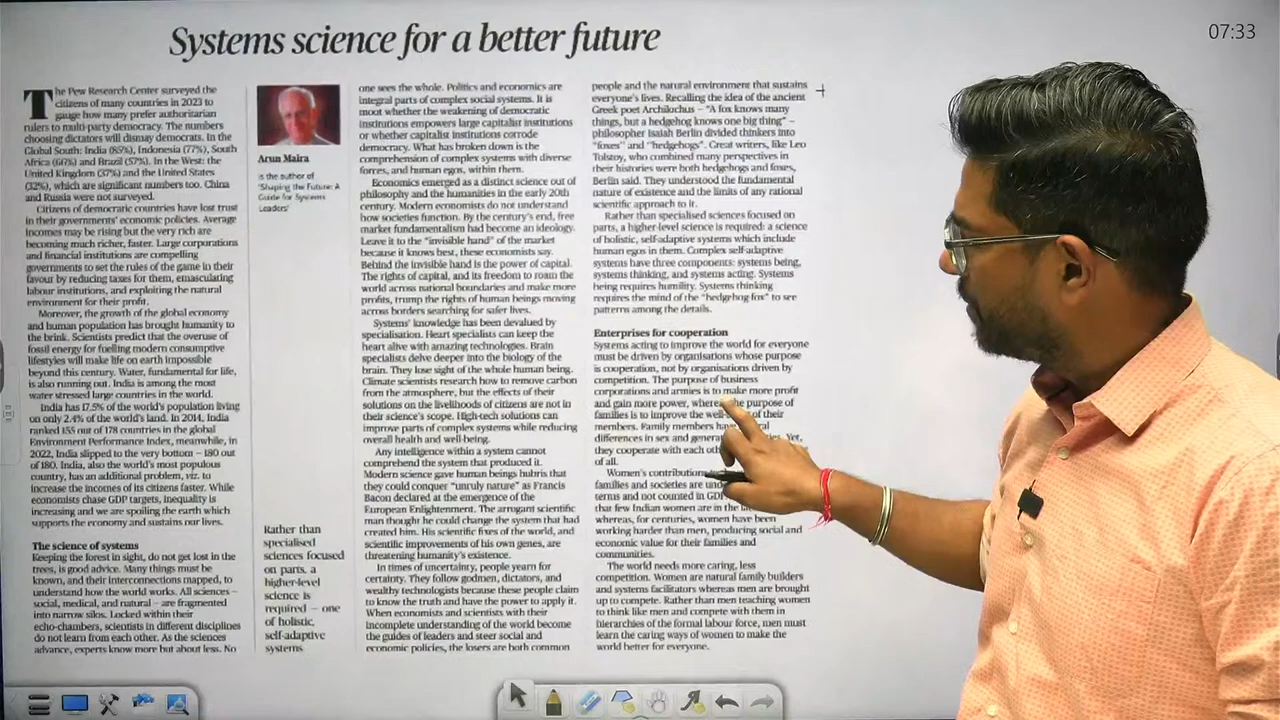 Systems science for a better future
07:33
The Pew Research Center surveyed the
citizens of many countries in 2023 to
gauge how many prefer authoritarian
rulers to multi-party democracy. The numbers
choosing dictators will dismay democrats. In the
Global South: India (85%), Indonesia (77%), South
Africa (66%) and Brazil (57%). In the West: the
United Kingdom (37%) and the United States
(32%), which are significant numbers too. China
and Russia were not surveyed.
Citizens of democratic countries have lost trust
in their governments' economic policies. Average
incomes may be rising but the very rich are
becoming much richer, faster. Large corporations
and financial institutions are compelling
governments to set the rules of the game in their
favour by reducing taxes for them, emasculating
labour institutions, and exploiting the natural
environment for their profit.
Moreover, the growth of the global economy
and human population has brought humanity to
the brink. Scientists predict that the overuse of
fossil energy for fuelling modern consumptive
lifestyles will make life on earth impossible
beyond this century. Water, fundamental for life,
is also running out. India is among the most
water stressed large countries in the world.
India has 17.5% of the world's population living
on only 2.4% of the world's land. In 2014, India
ranked 155 out of 178 countries in the global
Environment Performance Index, meanwhile, in
2022, India slipped to the very bottom – 180 out
of 180. India, also the world's most populous
country, has an additional problem, viz. to
increase the incomes of its citizens faster. While
economists chase GDP targets, inequality is
increasing and we are spoiling the earth which
supports the economy and sustains our lives.
The science of systems
Keeping the forest in sight, do not get lost in the
trees, is good advice. Many things must be
known, and their interconnections mapped, to
understand how the world works. All sciences –
social, medical, and natural – are fragmented
into narrow silos. Locked within their
echo-chambers, scientists in different disciplines
do not learn from each other. As the sciences
advance, experts know more but about less. No
Arun Maira
is the author of
'Shaping the Future: A
Guide for Systems
Leaders'
Rather than
specialised
sciences focused
on parts, a
higher-level
science is
required – one
of holistic,
self-adaptive
systems
one sees the whole. Politics and economics are
integral parts of complex social systems. It is
moot whether the weakening of democratic
institutions empowers large capitalist institutions
or whether capitalist institutions corrode
democracy. What has broken down is the
comprehension of complex systems with diverse
forces, and human egos, within them.
Economics emerged as a distinct science out of
philosophy and the humanities in the early 20th
century. Modern economists do not understand
how societies function. By the century's end, free
market fundamentalism had become an ideology.
Leave it to the "invisible hand" of the market
because it knows best, these economists say.
Behind the invisible hand is the power of capital.
The rights of capital, and its freedom to roam the
world across national boundaries and make more
profits, trump the rights of human beings moving
across borders searching for safer lives.
Systems' knowledge has been devalued by
specialisation. Heart specialists can keep the
heart alive with amazing technologies. Brain
specialists delve deeper into the biology of the
brain. They lose sight of the whole human being.
Climate scientists research how to remove carbon
from the atmosphere, but the effects of their
solutions on the livelihoods of citizens are not in
their science's scope. High-tech solutions can
improve parts of complex systems while reducing
overall health and well-being.
Any intelligence within a system cannot
comprehend the system that produced it.
Modern science gave human beings hubris that
they could conquer "unruly nature" as Francis
Bacon declared at the emergence of the
European Enlightenment. The arrogant scientific
man thought he could change the system that had
created him. His scientific fixes of the world, and
scientific improvements of his own genes, are
threatening humanity's existence.
In times of uncertainty, people yearn for
certainty. They follow godmen, dictators, and
wealthy technologists because these people claim
to know the truth and have the power to apply it.
When economists and scientists with their
incomplete understanding of the world become
the guides of leaders and steer social and
economic policies, the losers are both common
people and the natural environment that sustains
everyone's lives. Recalling the idea of the ancient
Greek poet Archilochus – "A fox knows many
things, but a hedgehog knows one big thing" –
philosopher Isaiah Berlin divided thinkers into
"foxes" and "hedgehogs". Great writers, like Leo
Tolstoy, who combined many perspectives in
their histories were both hedgehogs and foxes,
Berlin said. They understood the fundamental
nature of existence and the limits of any rational
scientific approach to it.
Rather than specialised sciences focused on
parts, a higher-level science is required: a science
of holistic, self-adaptive systems which include
human egos in them. Complex self-adaptive
systems have three components: systems being,
systems thinking, and systems acting. Systems
being requires humility. Systems thinking
requires the mind of the "hedgehog-fox" to see
patterns among the details.
Enterprises for cooperation
Systems acting to improve the world for everyone
must be driven by organisations whose purpose
is cooperation, not by organisations driven by
competition. The purpose of business
corporations and armies is to make more profit
and gain more power, whereas the purpose of
families is to improve the well- of their
members. Family members have
differences in sex and Yet,
they cooperate with each
of all.
Women's contribution
families and societies are
terms and not counted in GDP
that few Indian women are in the
whereas, for centuries, women have been
working harder than men, producing social and
economic value for their families and
communities.
The world needs more caring, less
competition. Women are natural family builders
and systems facilitators whereas men are brought
up to compete. Rather than men teaching women
to think like men and compete with them in
hierarchies of the formal labour force, men must
learn the caring ways of women to make the
world better for everyone.